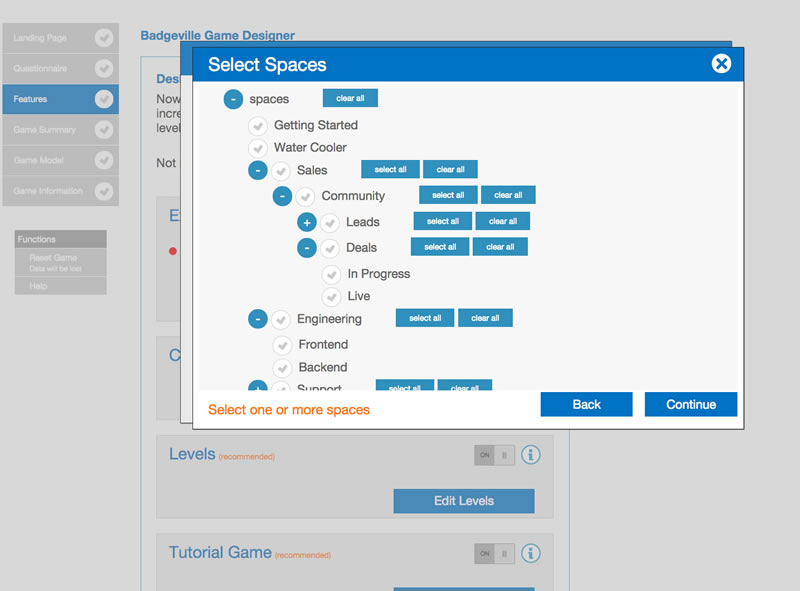 Badgeville Game Designer
Landing Page
Questionnaire
Features
Game Summary
Game Model
Game Information
Functions
Reset Game
Data will be lost
Help
Des
Now
incre
level
Not
E
C
Select Spaces
- spaces clear all
Getting Started
Water Cooler
- Sales select all clear all
- Community select all clear all
+ Leads select all clear all
- Deals select all clear all
In Progress
Live
- Engineering select all clear all
Frontend
Backend
+ Support select all clear all
Select one or more spaces
Back
Continue
Levels (recommended) ON
Edit Levels
Tutorial Game (recommended) ON